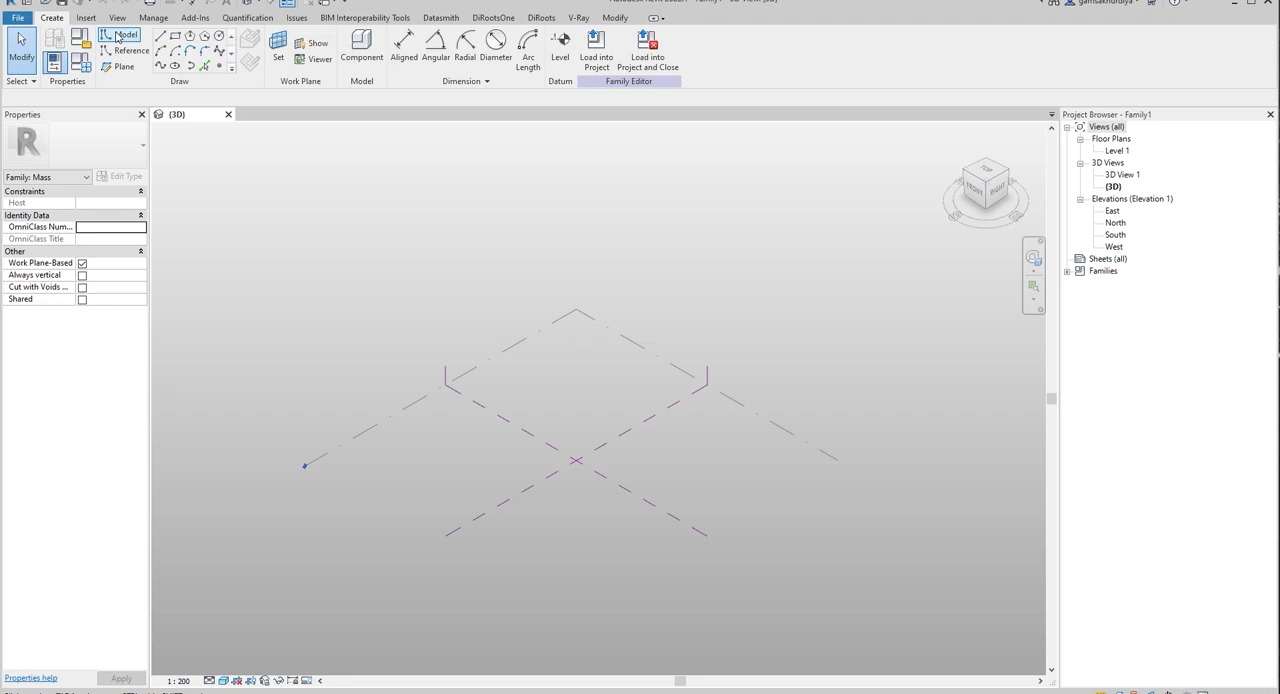 File Create Insert View Manage Add-Ins Quantification Issues BIM Interoperability Tools Datasmith DiRootsOne DiRoots V-Ray Modify
Modify
Select
Properties
Model
Reference
Plane
Draw
Set
Show
Viewer
Work Plane
Component
Model
Aligned Angular Radial Diameter Arc Length
Dimension
Level
Datum
Load into Project
Load into Project and Close
Family Editor
Properties
R
Family: Mass
Edit Type
Constraints
Host
Identity Data
OmniClass Num...
OmniClass Title
Other
Work Plane-Based
Always vertical
Cut with Voids ...
Shared
Properties help
Apply
(3D)
TOP
FRONT
RIGHT
1 : 200
Project Browser - Family1
Views (all)
Floor Plans
Level 1
3D Views
3D View 1
(3D)
Elevations (Elevation 1)
East
North
South
West
Sheets (all)
Families